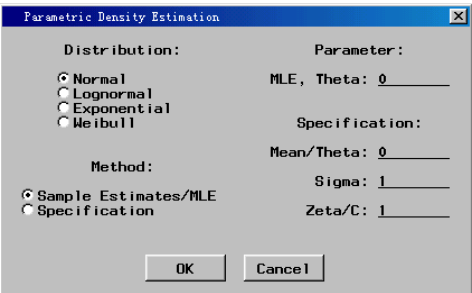 Parametric Density Estimation
Distribution:
Normal
Lognormal
Exponential
Weibull
Method:
Sample Estimates/MLE
Specification
Parameter:
MLE, Theta: 0
Specification:
Mean/Theta: 0
Sigma: 1
Zeta/C: 1
OK Cancel